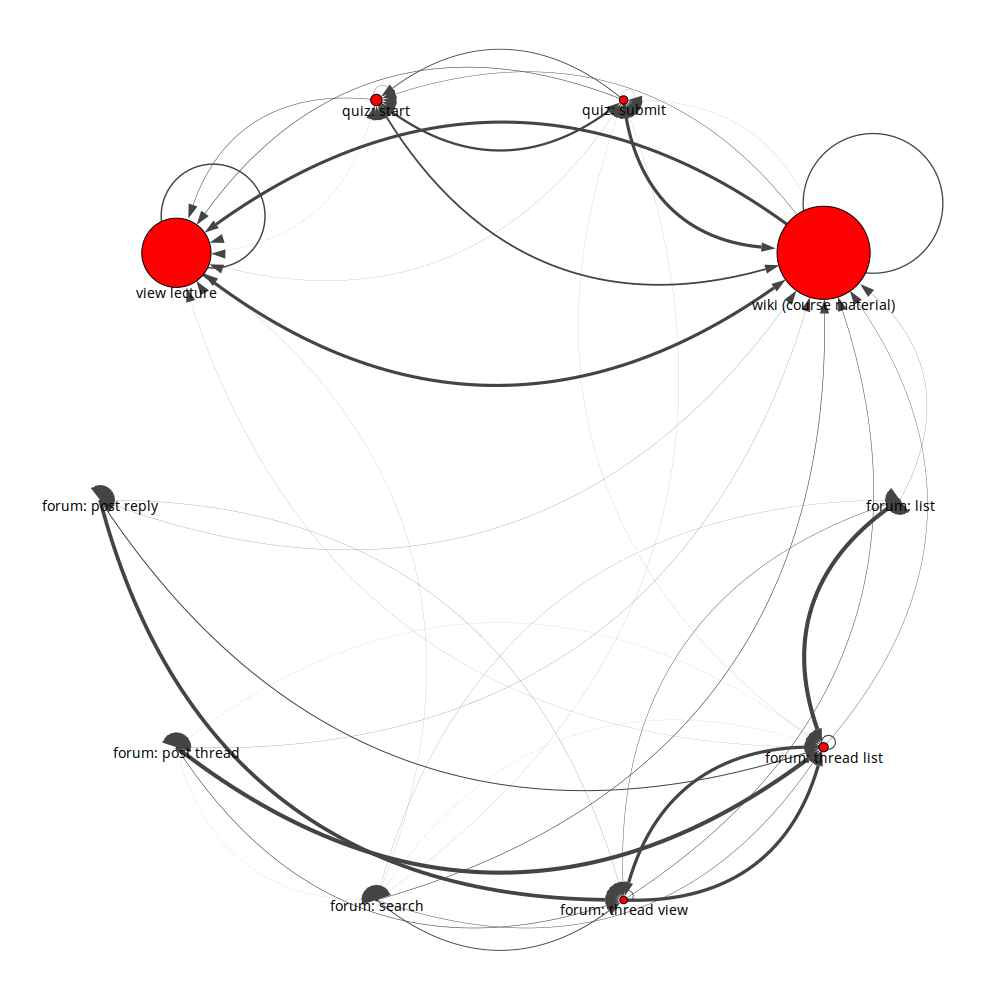 quiz: start
quiz: submit
view lecture
wiki (course material)
forum: post reply
forum: list
forum: post thread
forum: thread list
forum: search
forum: thread view